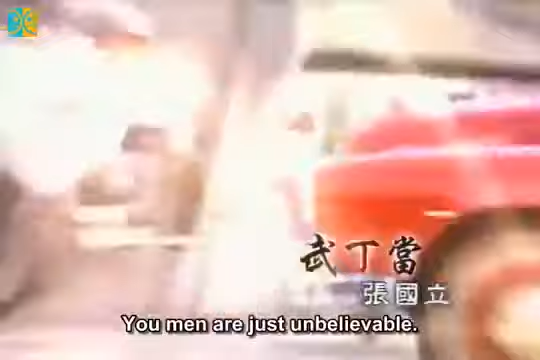 武丁當
張國立
You men are just unbelievable.